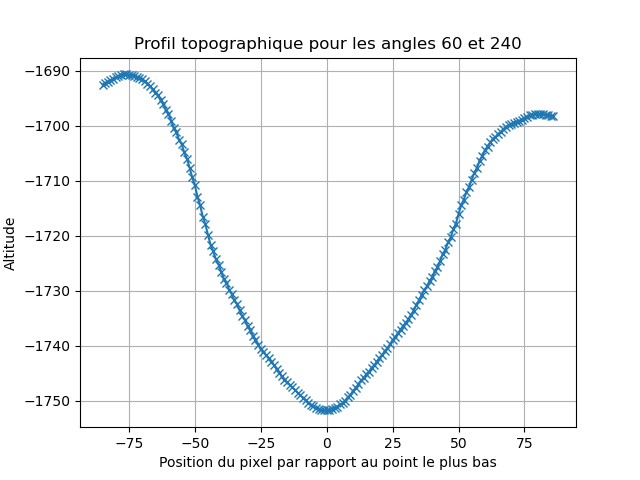 Profil topographique pour les angles 60 et 240
−1690
−1700
−1710
−1720
−1730
−1740
−1750
Altitude
−75 −50 −25 0 25 50 75
Position du pixel par rapport au point le plus bas